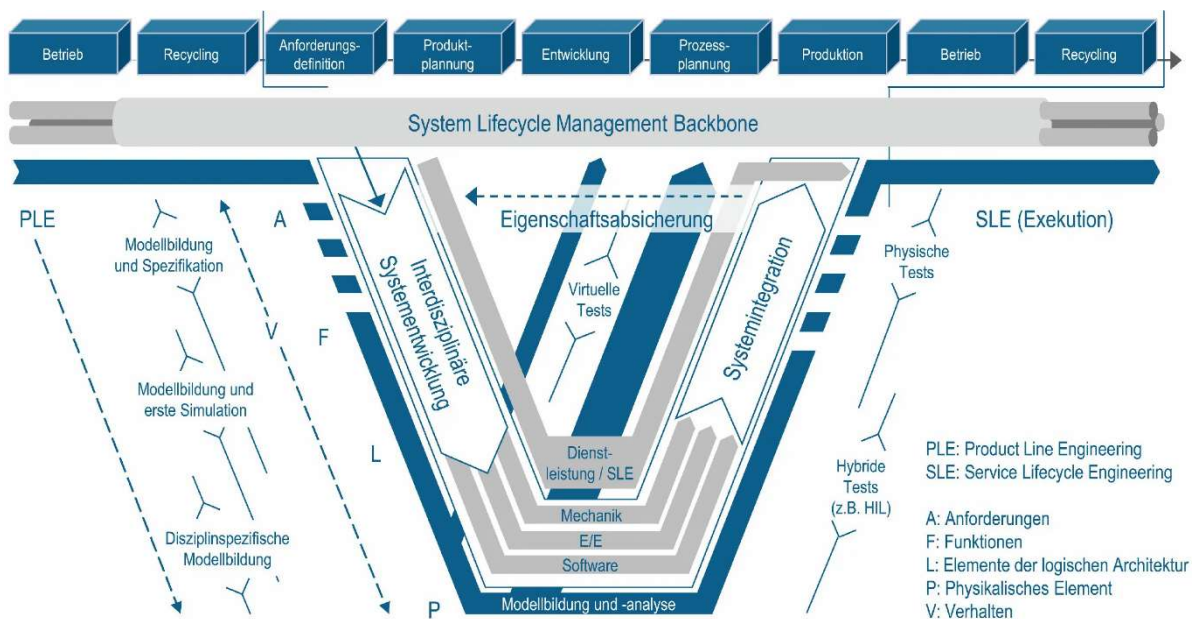 Betrieb
Recycling
Anforderungs-
definition
Produkt-
plannung
Entwicklung
Prozess-
plannung
Produktion
Betrieb
Recycling
System Lifecycle Management Backbone
PLE
A
Eigenschaftsabsicherung
SLE (Exekution)
Modellbildung
und Spezifikation
Interdisziplinäre
Systementwicklung
Virtuelle
Tests
Systemintegration
Physische
Tests
V
F
Modellbildung und
erste Simulation
L
Dienst-
leistung / SLE
Hybride
Tests
(z.B. HIL)
Mechanik
E/E
Software
Disziplinspezifische
Modellbildung
P
Modellbildung und -analyse
PLE: Product Line Engineering
SLE: Service Lifecycle Engineering
A: Anforderungen
F: Funktionen
L: Elemente der logischen Architektur
P: Physikalisches Element
V: Verhalten